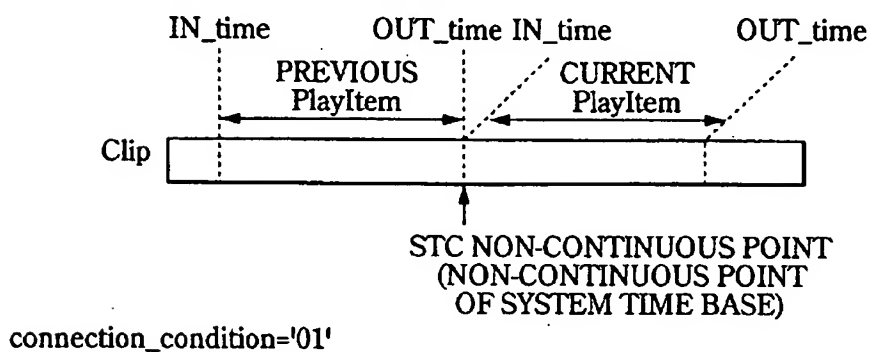 IN_time OUT_time IN_time OUT_time
PREVIOUS PlayItem
CURRENT PlayItem
Clip
STC NON-CONTINUOUS POINT
(NON-CONTINUOUS POINT
OF SYSTEM TIME BASE)
connection_condition='01'